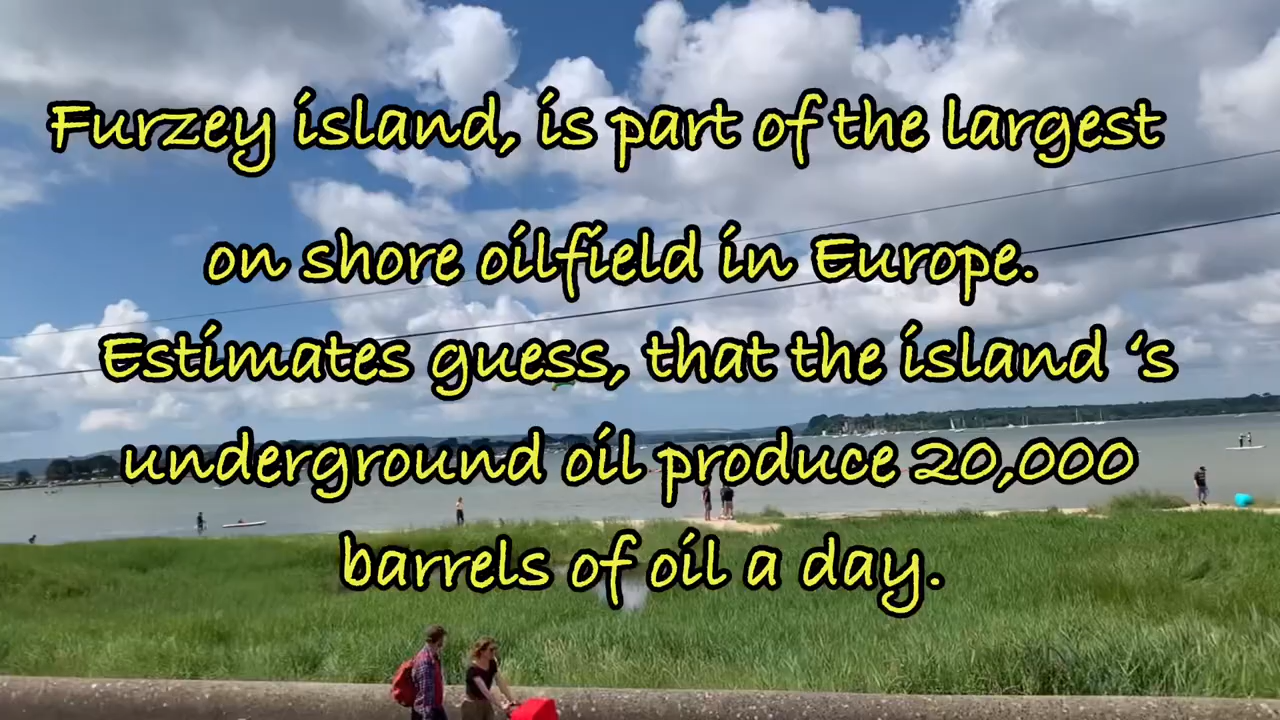 Furzey island, is part of the largest
on shore oilfield in Europe.
Estimates guess, that the island ‘s
underground oil produce 20,000
barrels of oil a day.